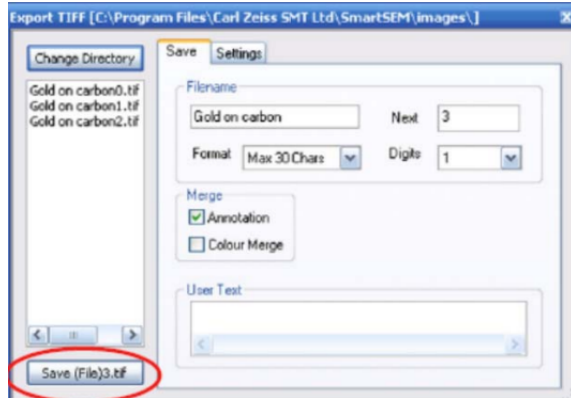 Export TIFF [C:\Program Files\Carl Zeiss SMT Ltd\SmartSEM\images\]
Change Directory
Gold on carbon0.tif
Gold on carbon1.tif
Gold on carbon2.tif
Save (File)3.tif
Save Settings
Filename
Gold on carbon Next 3
Format Max 30 Chars Digits 1
Merge
Annotation
Colour Merge
User Text